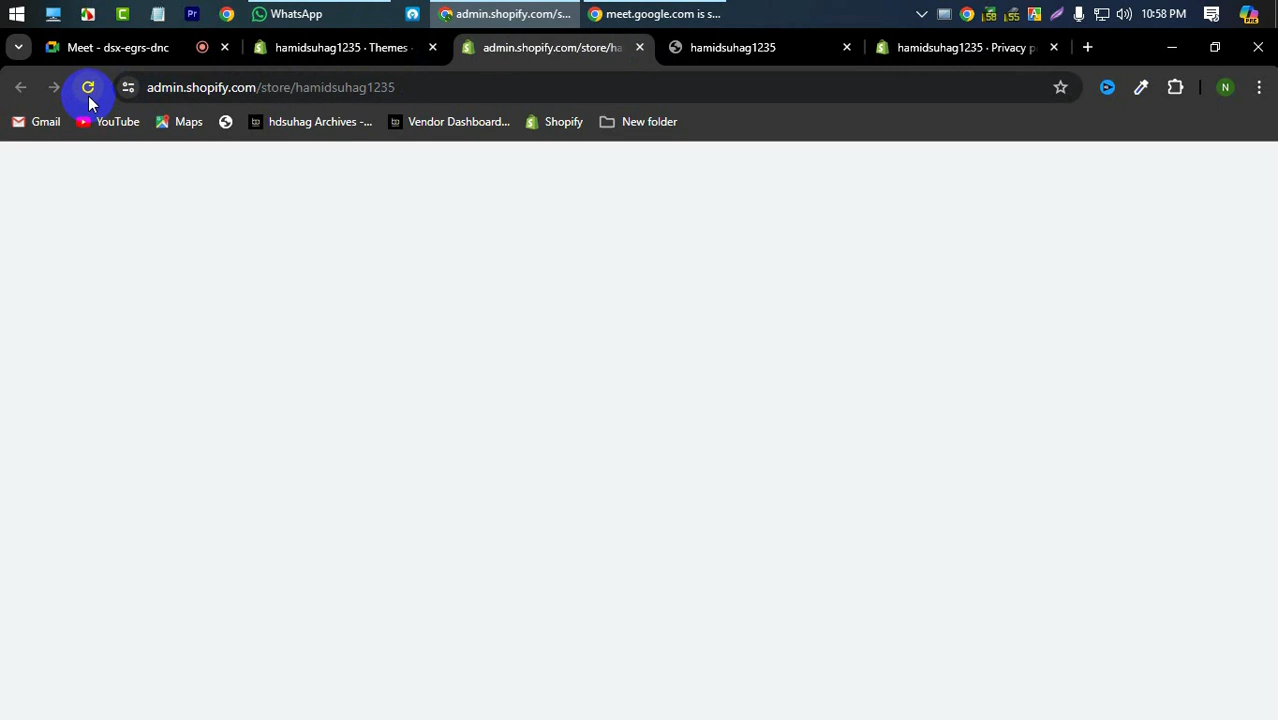 WhatsApp
admin.shopify.com/s...
meet.google.com is s...
58
55
10:58 PM
Meet - dsx-egrs-dnc
hamidsuhag1235 · Themes ·
admin.shopify.com/store/ha
hamidsuhag1235
hamidsuhag1235 · Privacy p
admin.shopify.com/store/hamidsuhag1235
N
Gmail
YouTube
Maps
hdsuhag Archives -...
Vendor Dashboard...
Shopify
New folder